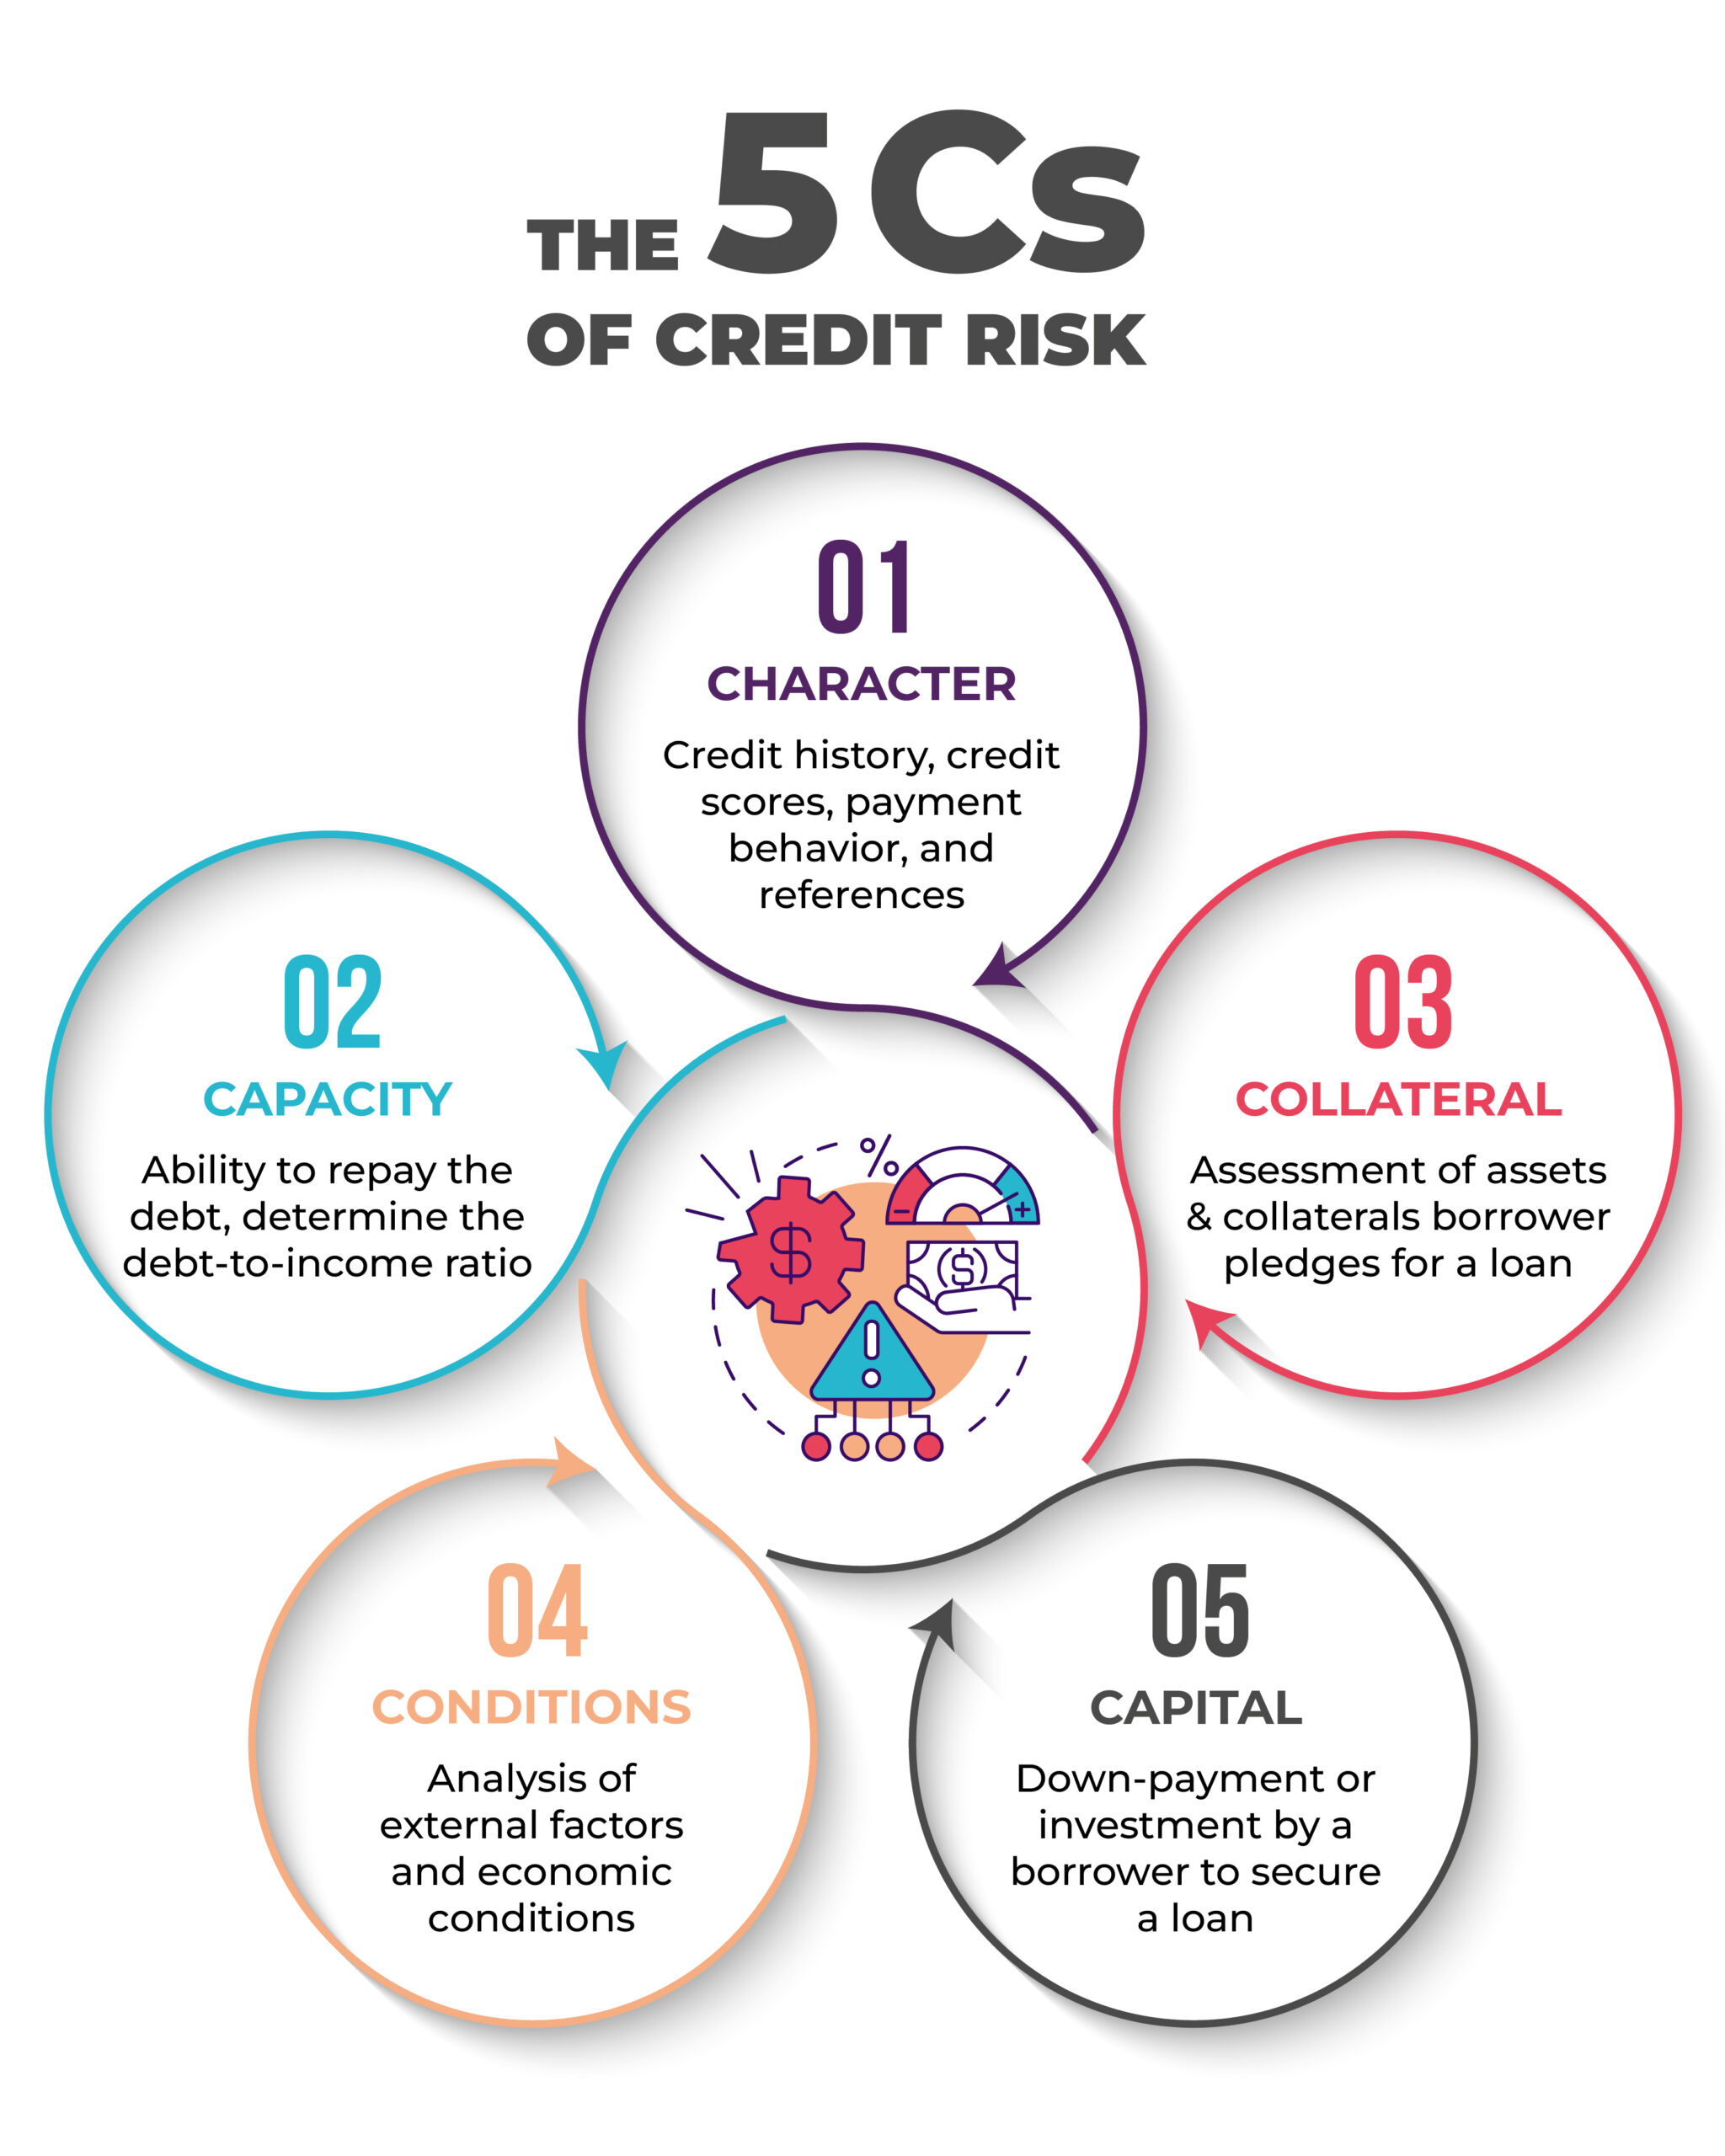 THE 5 Cs
OF CREDIT RISK
01
CHARACTER
Credit history, credit
scores, payment
behavior, and
references
02
CAPACITY
Ability to repay the
debt, determine the
debt-to-income ratio
03
COLLATERAL
Assessment of assets
& collaterals borrower
pledges for a loan
%
$
- +
($)
!
04
CONDITIONS
Analysis of
external factors
and economic
conditions
05
CAPITAL
Down-payment or
investment by a
borrower to secure
a loan